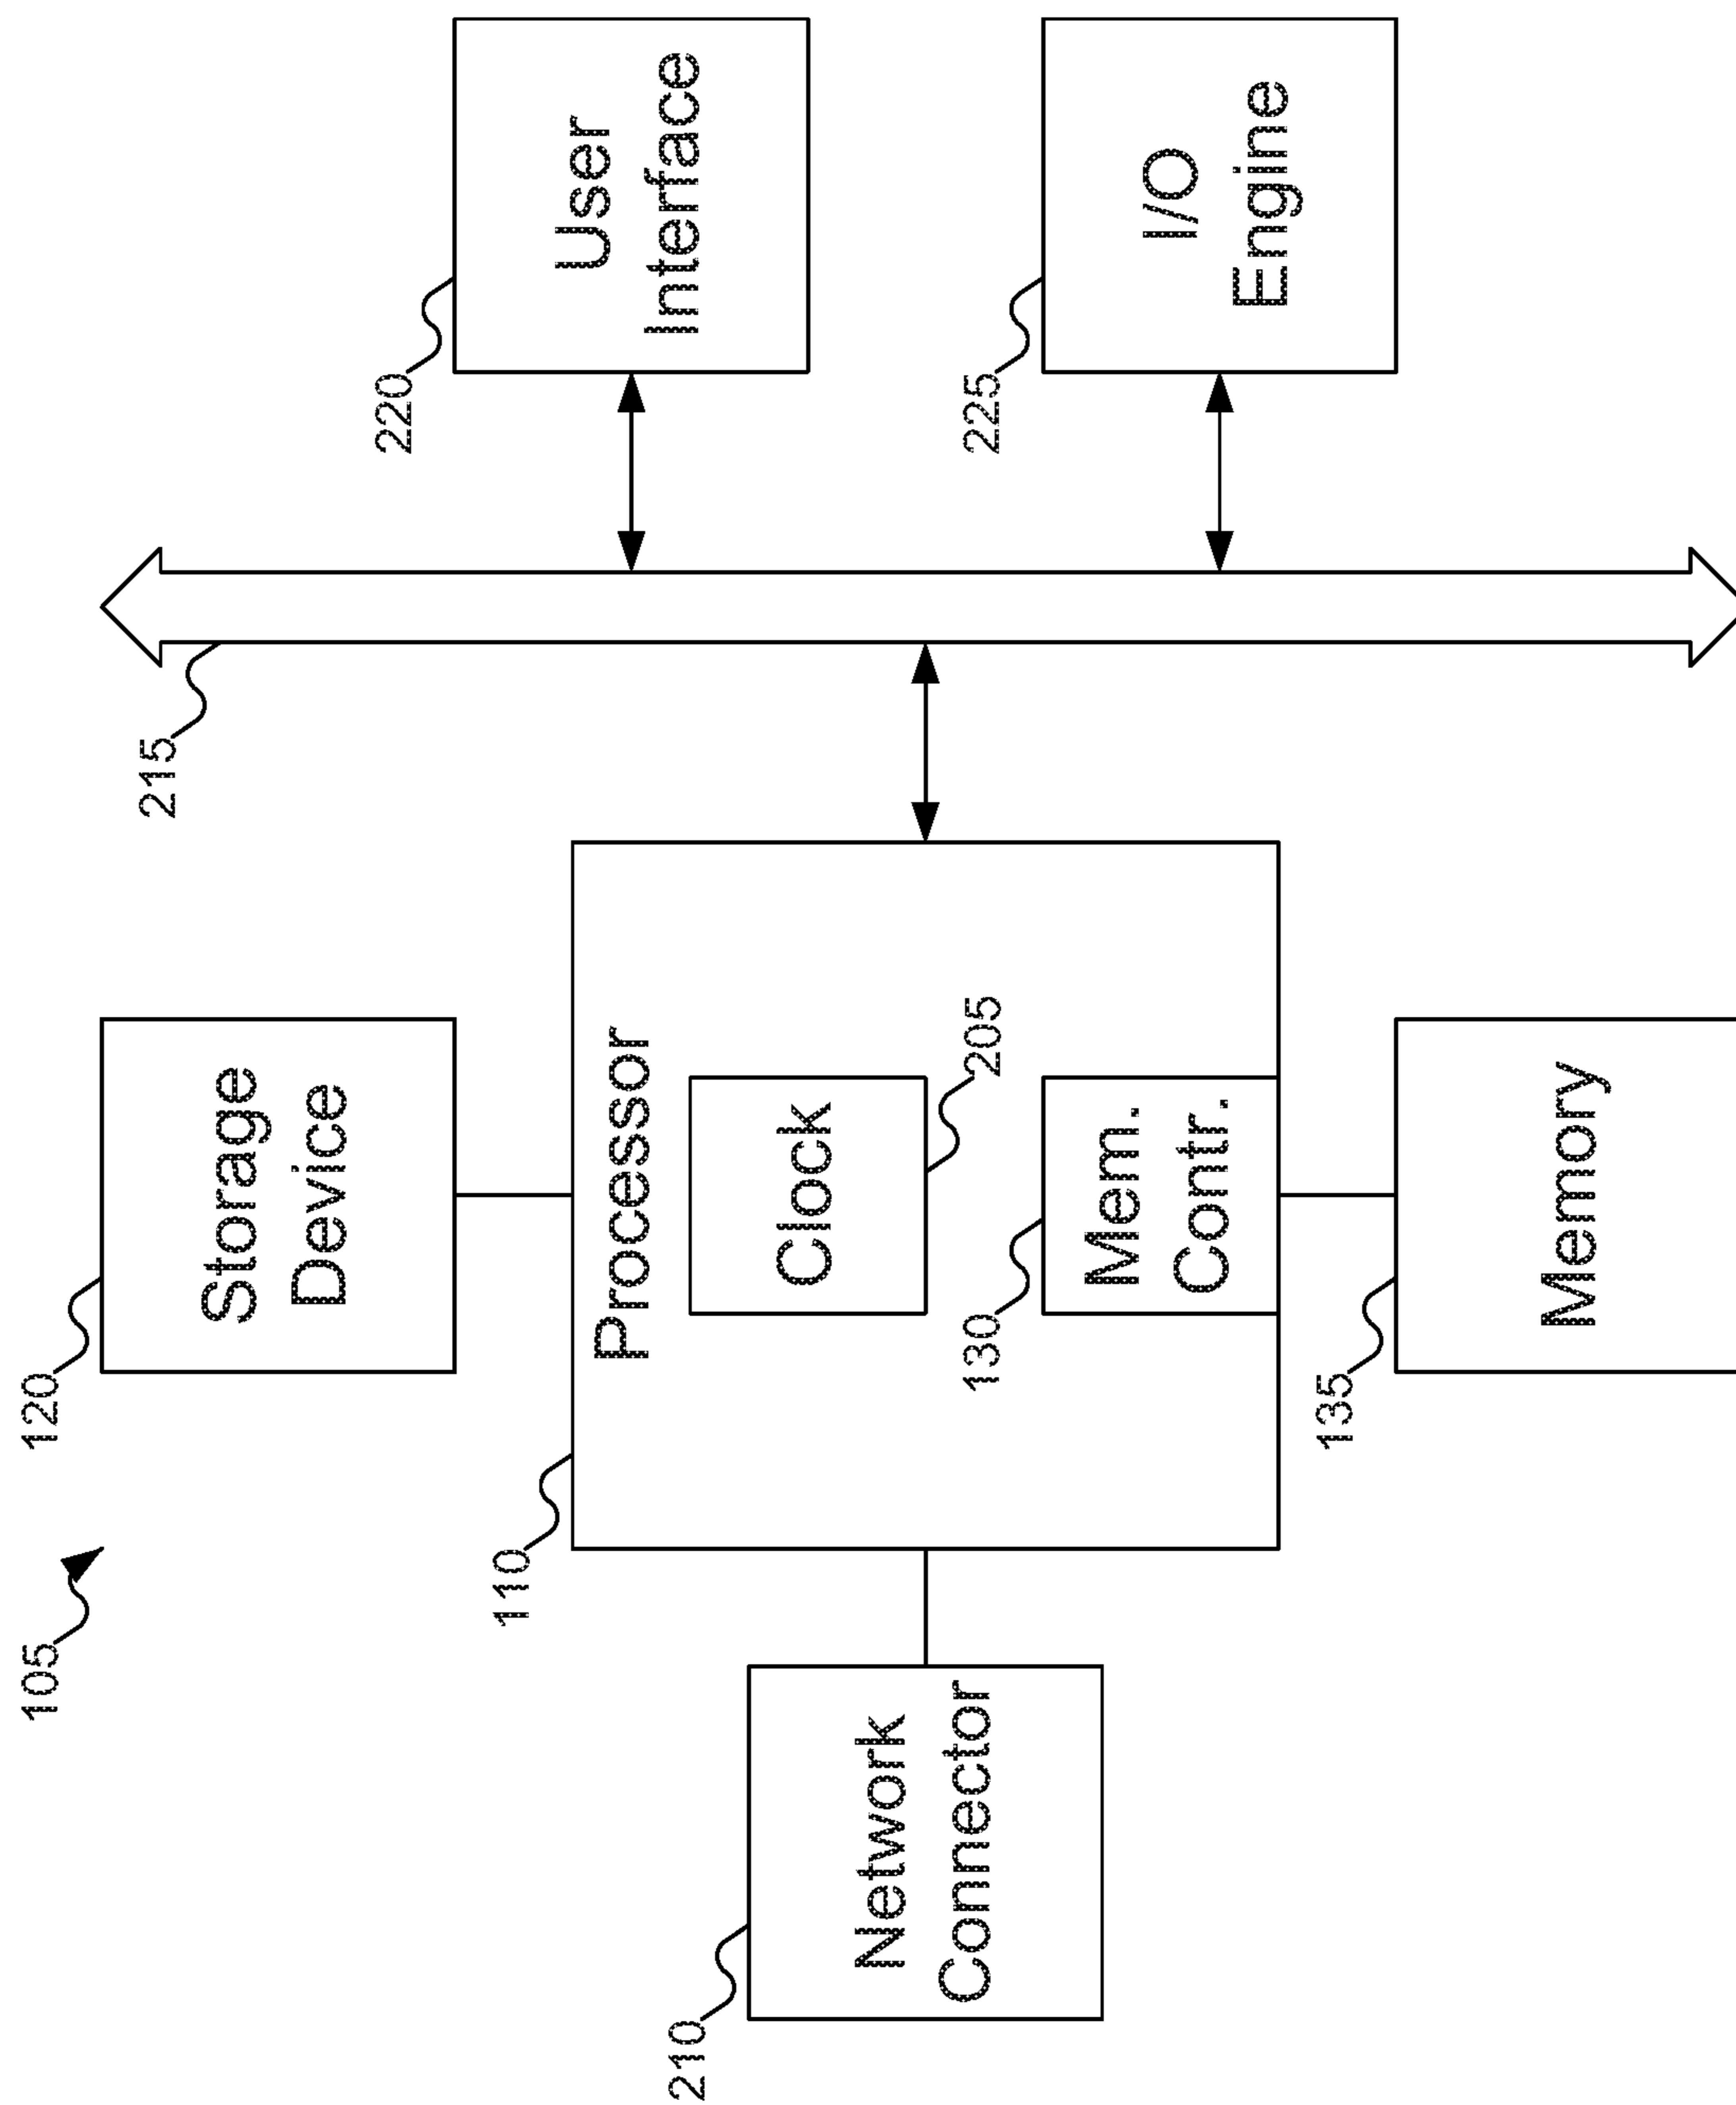 105
120
Storage
Device
215
110
Processor
220
User
Interface
Clock
205
210
Network
Connector
130
Mem.
Contr.
225
I/O
Engine
135
Memory